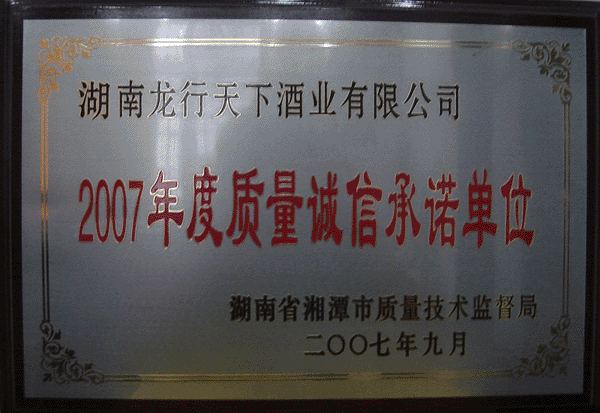 湖南龙行天下酒业有限公司
2007年度质量诚信承诺单位
湖南省湘潭市质量技术监督局
二〇〇七年九月